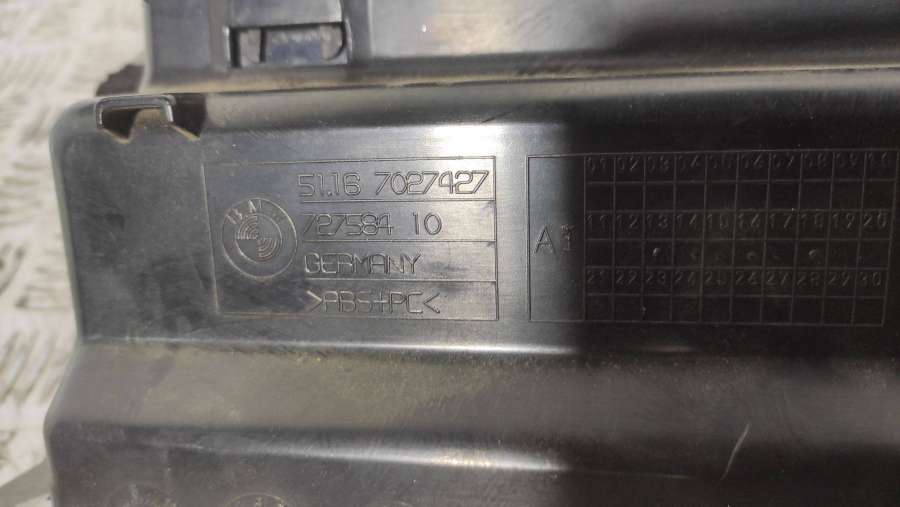 51.16 7027427
BMW
727584 10
GERMANY
>ABS+PC<
01 02 03 04 05 06 07 08 09 10
A1
11 12 13 14 15 16 17 18 19 20
21 22 23 24 25 26 27 28 29 30